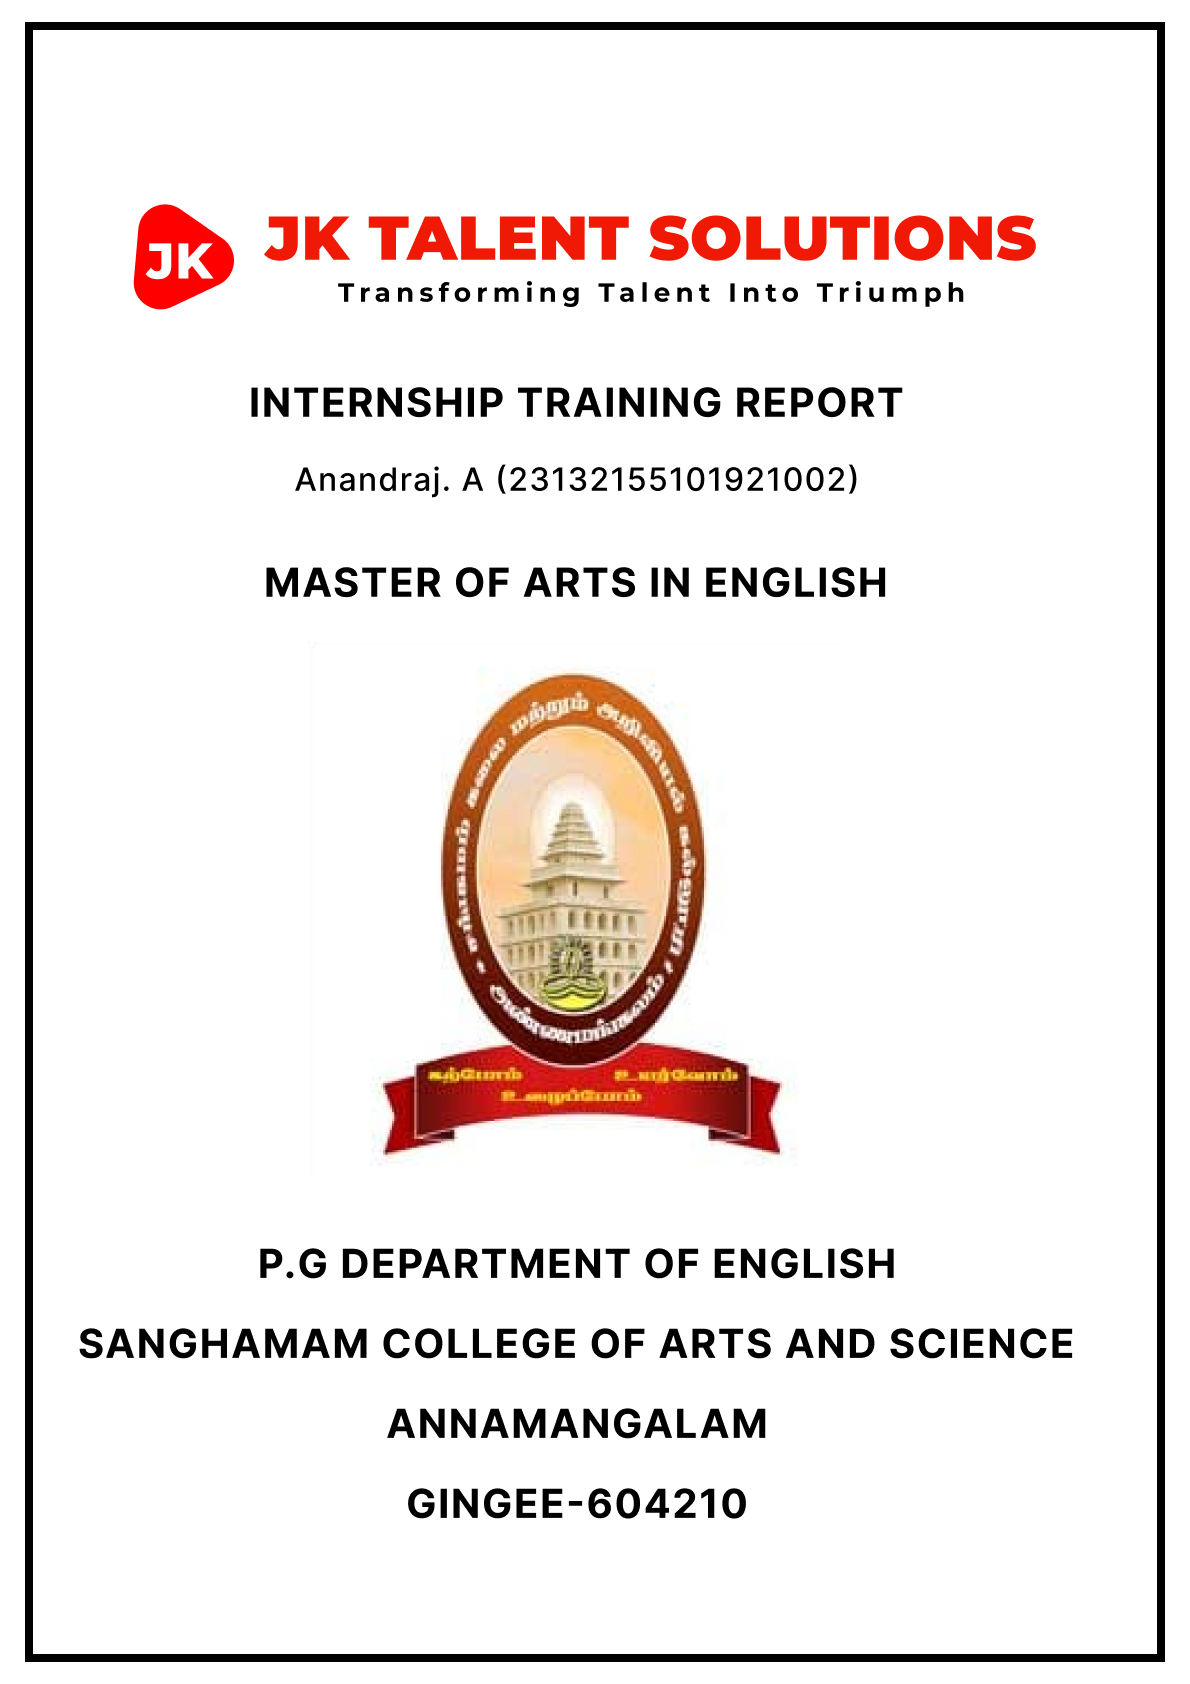 JK
JK TALENT SOLUTIONS
Transforming Talent Into Triumph
INTERNSHIP TRAINING REPORT
Anandraj. A (23132155101921002)
MASTER OF ARTS IN ENGLISH
சங்கமம் கலை மற்றும் அறிவியல் கல்லூரி
அன்னமங்கலம்
கற்போம் உயர்வோம்
உழைப்போம்
P.G DEPARTMENT OF ENGLISH
SANGHAMAM COLLEGE OF ARTS AND SCIENCE
ANNAMANGALAM
GINGEE-604210